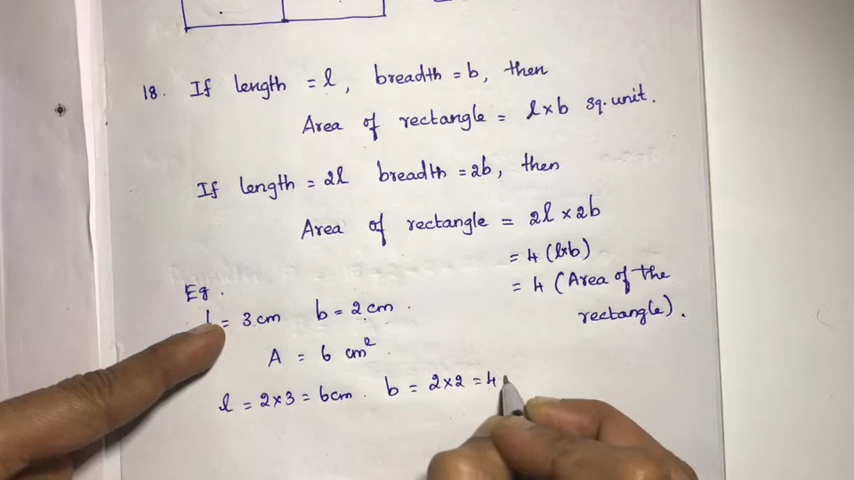 18. If length = l, breadth = b, then
Area of rectangle = l × b sq. unit.
If length = 2l breadth = 2b, then
Area of rectangle = 2l × 2b
= 4 (l×b)
= 4 (Area of the
rectangle).
Eg.
l = 3 cm b = 2 cm.
A = 6 cm²
l = 2×3 = 6cm. b = 2×2 = 4